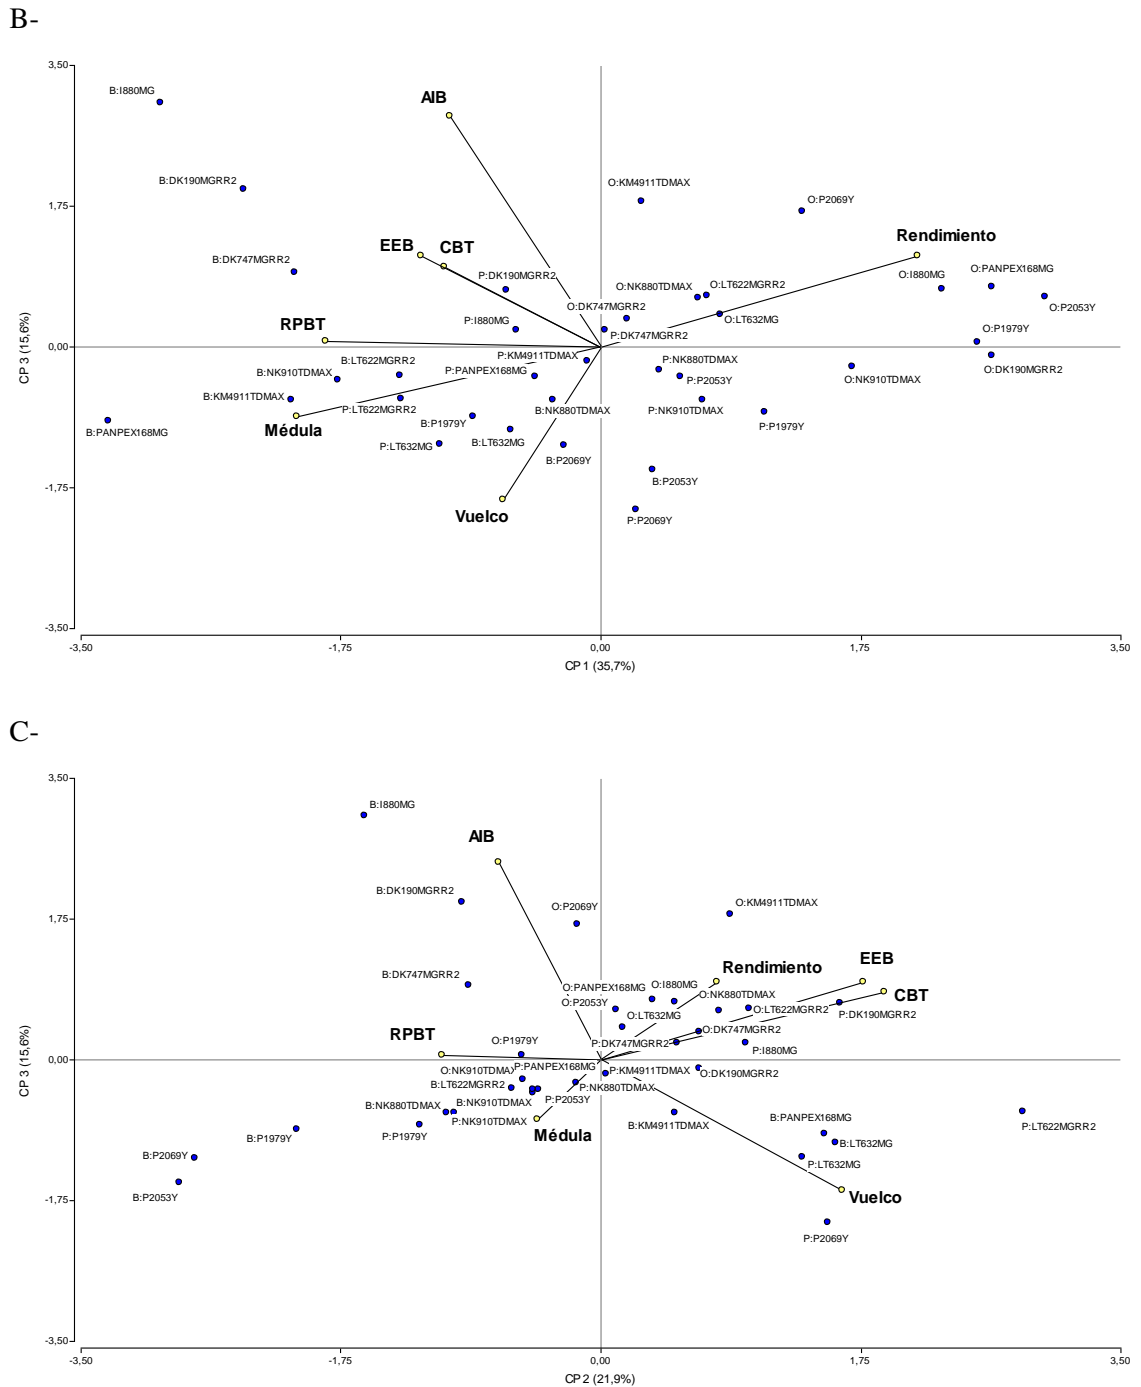 B-
3,50
B:I880MG
AIB
B:DK190MGRR2
O:KM4911TDMAX
O:P2069Y
1,75
Rendimiento
EEB
CBT
B:DK747MGRR2
P:DK190MGRR2
O:PANPEX168MG
O:I880MG
O:NK880TDMAX
O:LT622MGRR2
O:P2053Y
O:DK747MGRR2
O:LT632MG
RPBT
P:I880MG
P:DK747MGRR2
O:P1979Y
CP 3 (15,6%)
0,00
P:KM4911TDMAX
B:LT622MGRR2
P:NK880TDMAX
O:DK190MGRR2
B:NK910TDMAX
P:PANPEX168MG
P:P2053Y
O:NK910TDMAX
B:KM4911TDMAX
P:LT622MGRR2
B:NK880TDMAX
P:NK910TDMAX
P:P1979Y
B:PANPEX168MG
Médula
B:P1979Y
P:LT632MG
B:LT632MG
B:P2069Y
B:P2053Y
-1,75
Vuelco
P:P2069Y
-3,50
-3,50
-1,75
0,00
1,75
3,50
CP 1 (35,7%)
C-
3,50
B:I880MG
AIB
B:DK190MGRR2
O:P2069Y
O:KM4911TDMAX
1,75
B:DK747MGRR2
Rendimiento
EEB
CBT
O:PANPEX168MG
O:I880MG
O:NK880TDMAX
O:P2053Y
O:LT632MG
O:LT622MGRR2
P:DK190MGRR2
O:DK747MGRR2
RPBT
O:P1979Y
P:DK747MGRR2
P:I880MG
CP 3 (15,6%)
0,00
O:NK910TDMAX
P:PANPEX168MG
P:KM4911TDMAX
O:DK190MGRR2
B:LT622MGRR2
P:NK880TDMAX
B:NK880TDMAX
B:NK910TDMAX
P:P2053Y
P:NK910TDMAX
P:P1979Y
Médula
B:KM4911TDMAX
B:PANPEX168MG
P:LT622MGRR2
B:P1979Y
B:LT632MG
B:P2069Y
P:LT632MG
B:P2053Y
-1,75
Vuelco
P:P2069Y
-3,50
-3,50
-1,75
0,00
1,75
3,50
CP 2 (21,9%)